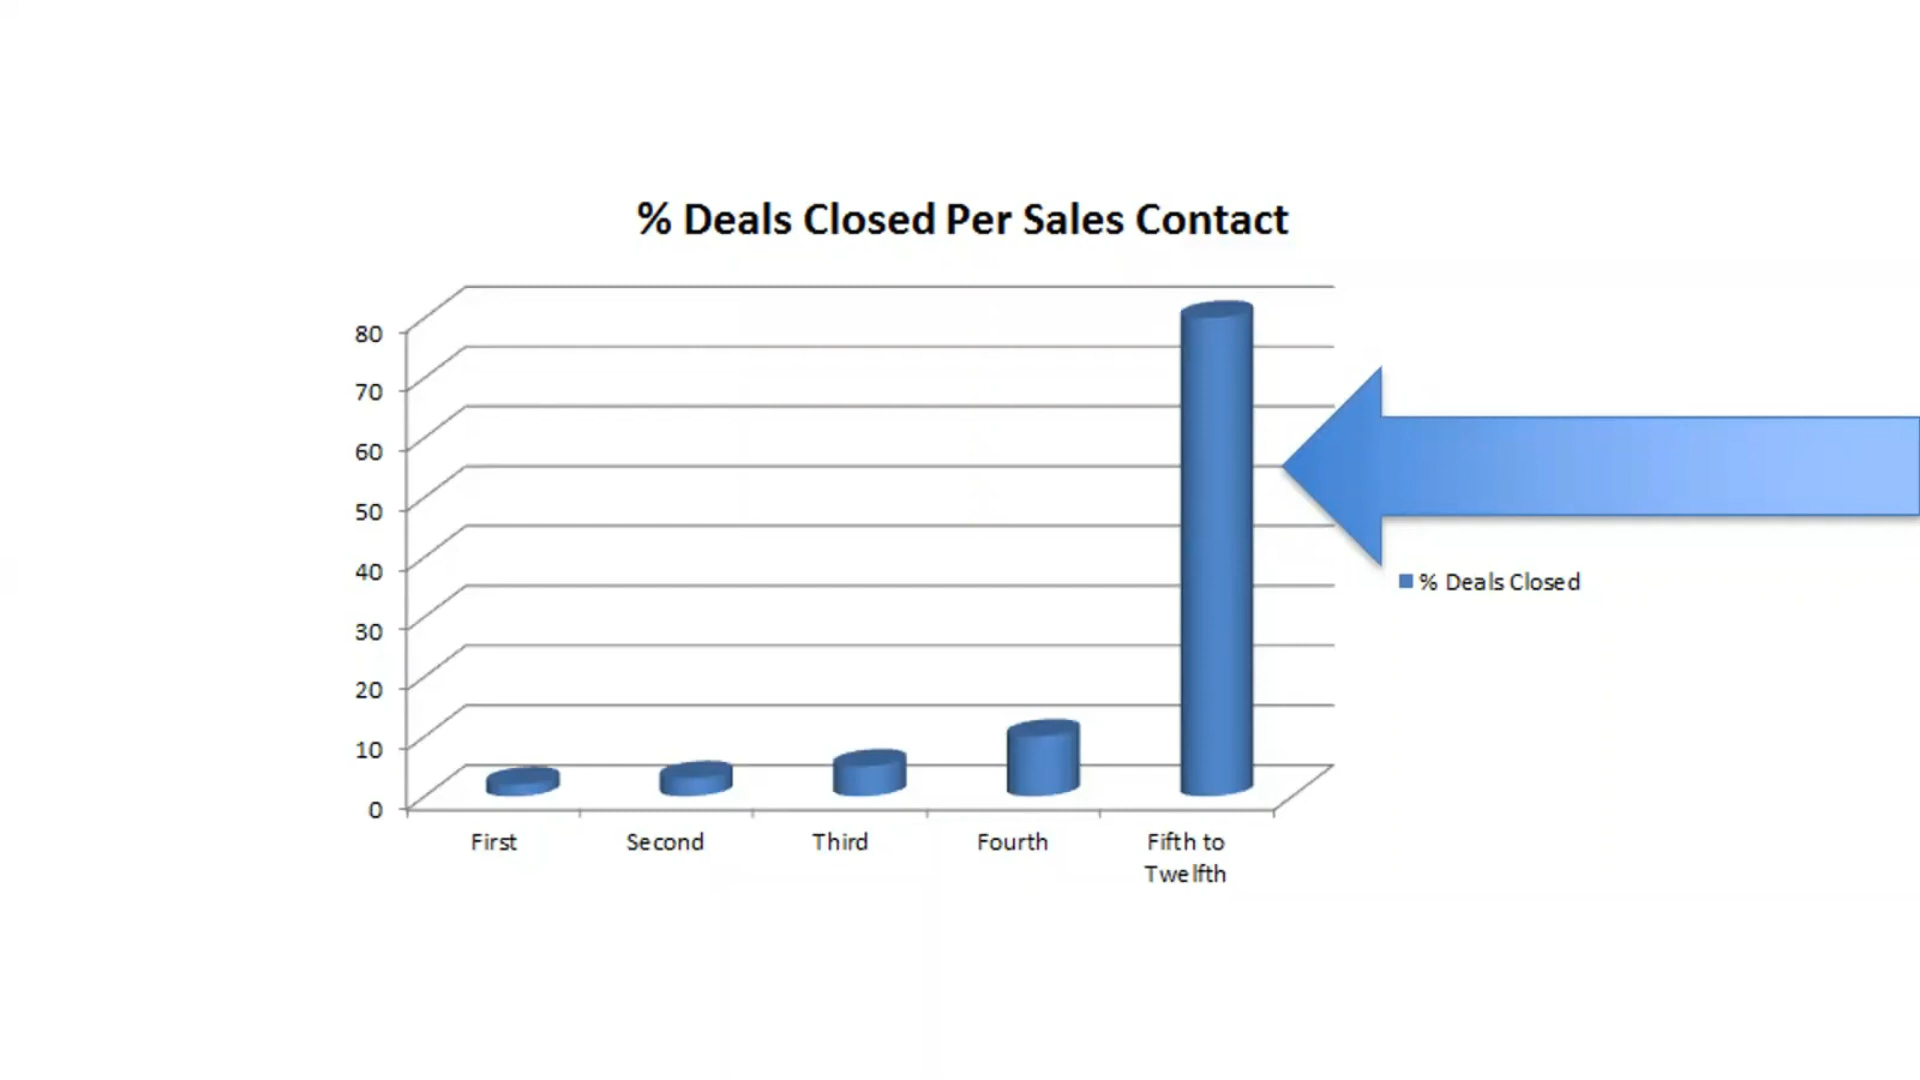 % Deals Closed Per Sales Contact
80
70
60
50
40
30
20
10
0
First
Second
Third
Fourth
Fifth to
Twelfth
% Deals Closed